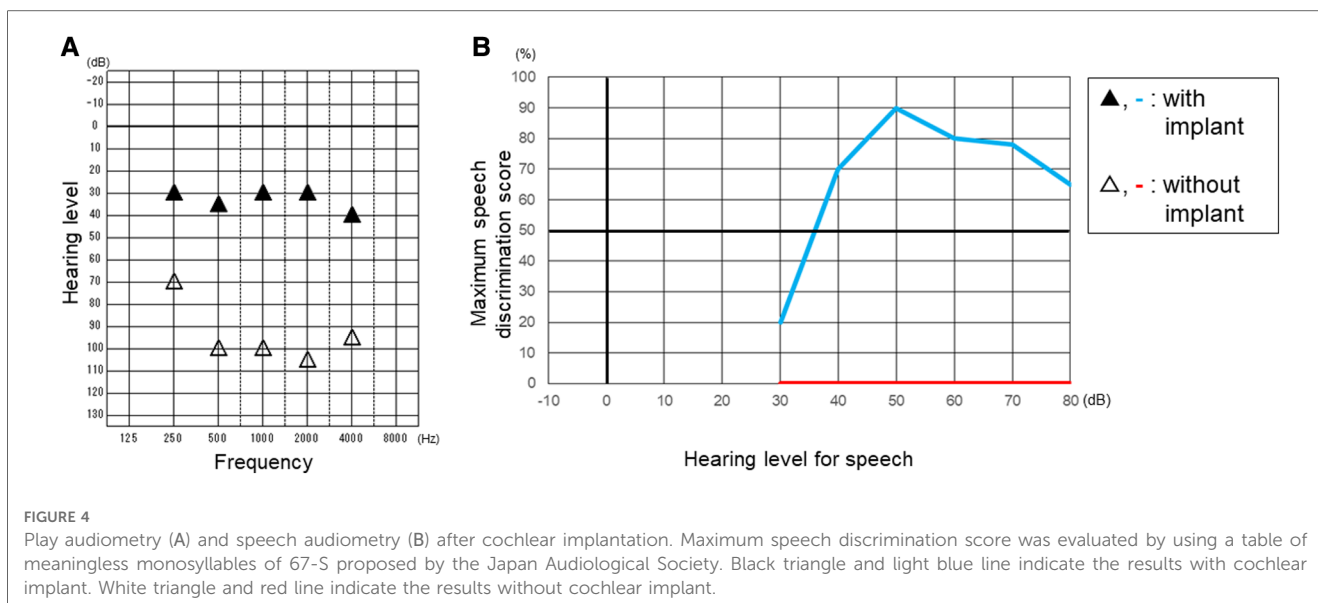 A
(dB)
-20
-10
0
10
20
30
40
50
60
70
80
90
100
110
120
130
Hearing level
125 250 500 1000 2000 4000 8000 (Hz)
Frequency
B
(%)
100
90
80
70
60
50
40
30
20
10
0
Maximum speech
discrimination score
-10 0 10 20 30 40 50 60 70 80 (dB)
Hearing level for speech
▲, - : with
implant
△, - : without
implant
FIGURE 4
Play audiometry (A) and speech audiometry (B) after cochlear implantation. Maximum speech discrimination score was evaluated by using a table of
meaningless monosyllables of 67-S proposed by the Japan Audiological Society. Black triangle and light blue line indicate the results with cochlear
implant. White triangle and red line indicate the results without cochlear implant.